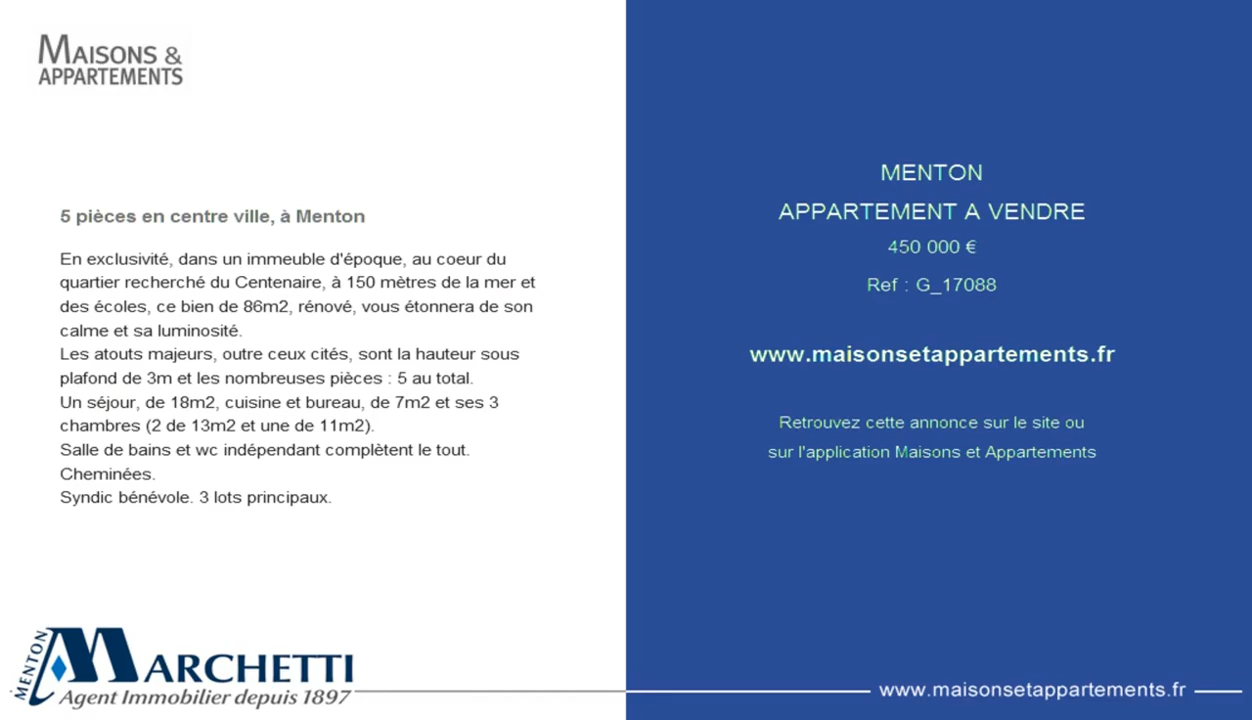 MAISONS &
APPARTEMENTS
5 pièces en centre ville, à Menton
En exclusivité, dans un immeuble d'époque, au coeur du
quartier recherché du Centenaire, à 150 mètres de la mer et
des écoles, ce bien de 86m2, rénové, vous étonnera de son
calme et sa luminosité.
Les atouts majeurs, outre ceux cités, sont la hauteur sous
plafond de 3m et les nombreuses pièces : 5 au total.
Un séjour, de 18m2, cuisine et bureau, de 7m2 et ses 3
chambres (2 de 13m2 et une de 11m2).
Salle de bains et wc indépendant complètent le tout.
Cheminées.
Syndic bénévole. 3 lots principaux.
MENTON
MARCHETTI
Agent Immobilier depuis 1897
MENTON
APPARTEMENT A VENDRE
450 000 €
Ref : G_17088
www.maisonsetappartements.fr
Retrouvez cette annonce sur le site ou
sur l'application Maisons et Appartements
www.maisonsetappartements.fr